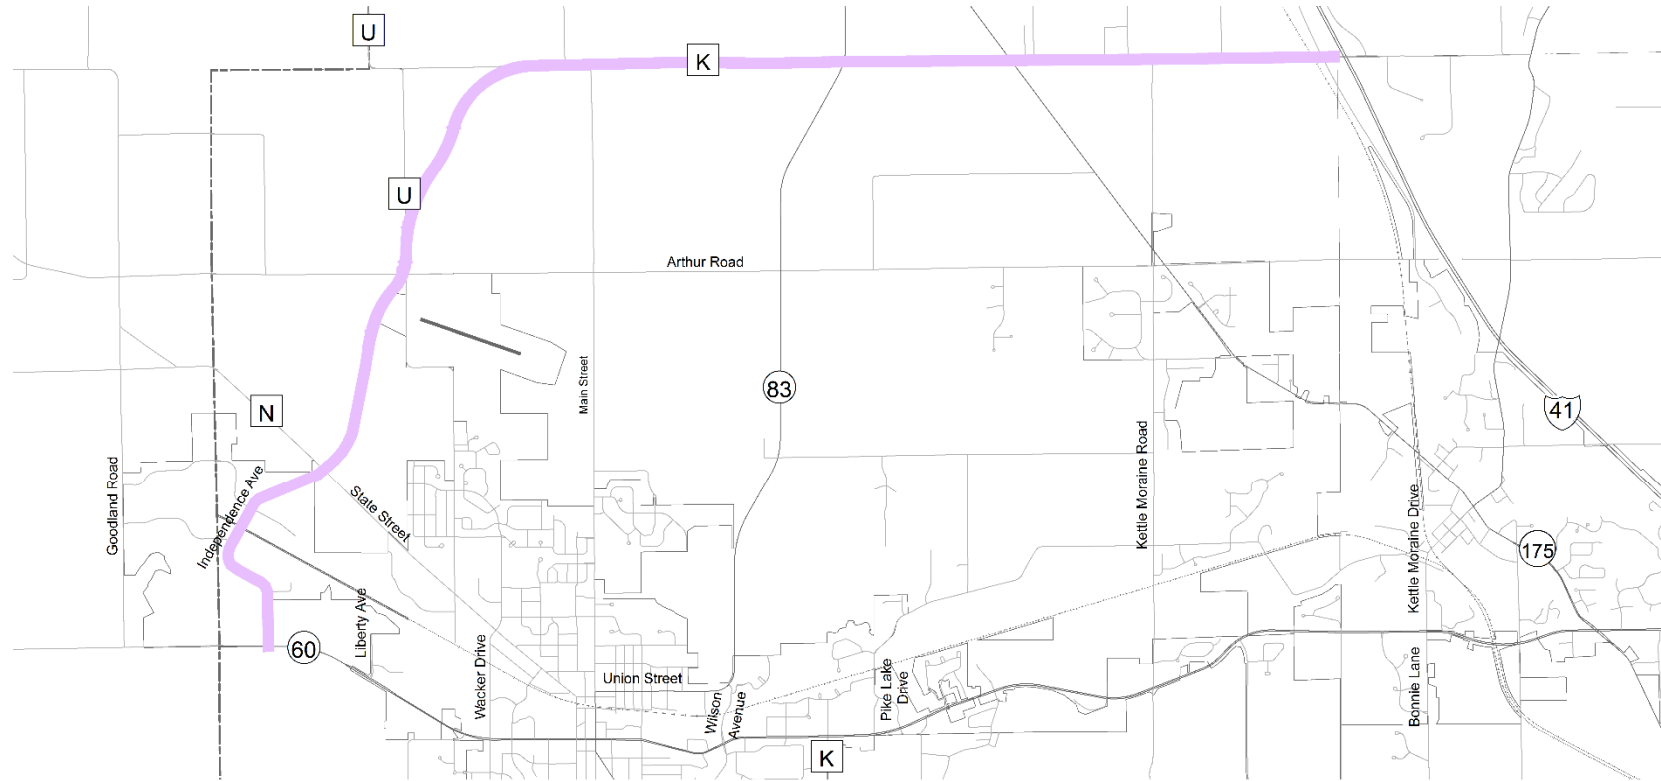 U
K
U
Arthur Road
Main Street
83
41
N
Goodland Road
Independence Ave
State Street
Kettle Moraine Road
Kettle Moraine Drive
175
Liberty Ave
60
Wacker Drive
Union Street
Wilson
Avenue
Pike Lake
Drive
Bonnie Lane
K